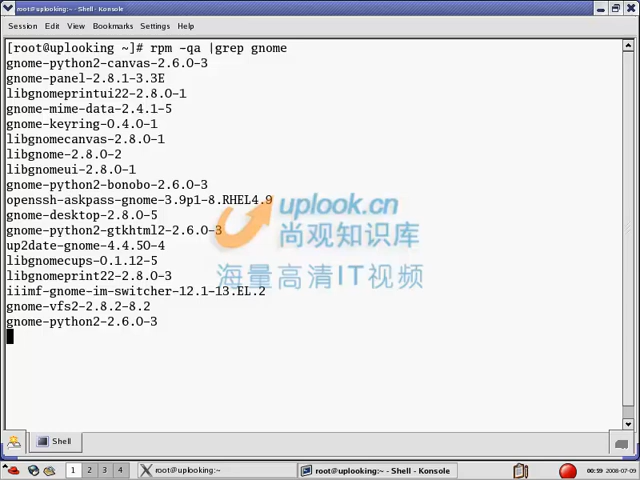 root@uplooking:~ - Shell - Konsole
Session Edit View Bookmarks Settings Help
[root@uplooking ~]# rpm -qa |grep gnome
gnome-python2-canvas-2.6.0-3
gnome-panel-2.8.1-3.3E
libgnomeprintui22-2.8.0-1
gnome-mime-data-2.4.1-5
gnome-keyring-0.4.0-1
libgnomecanvas-2.8.0-1
libgnome-2.8.0-2
libgnomeui-2.8.0-1
gnome-python2-bonobo-2.6.0-3
openssh-askpass-gnome-3.9p1-8.RHEL4.9
gnome-desktop-2.8.0-5
gnome-python2-gtkhtml2-2.6.0-3
up2date-gnome-4.4.50-4
libgnomecups-0.1.12-5
libgnomeprint22-2.8.0-3
iiimf-gnome-im-switcher-12.1-13.EL.2
gnome-vfs2-2.8.2-8.2
gnome-python2-2.6.0-3
uplook.cn
尚观知识库
海量高清IT视频
Shell
1 2 3 4 root@uplooking:~ root@uplooking:~ - Shell - Konsole 00:59 2008-07-09